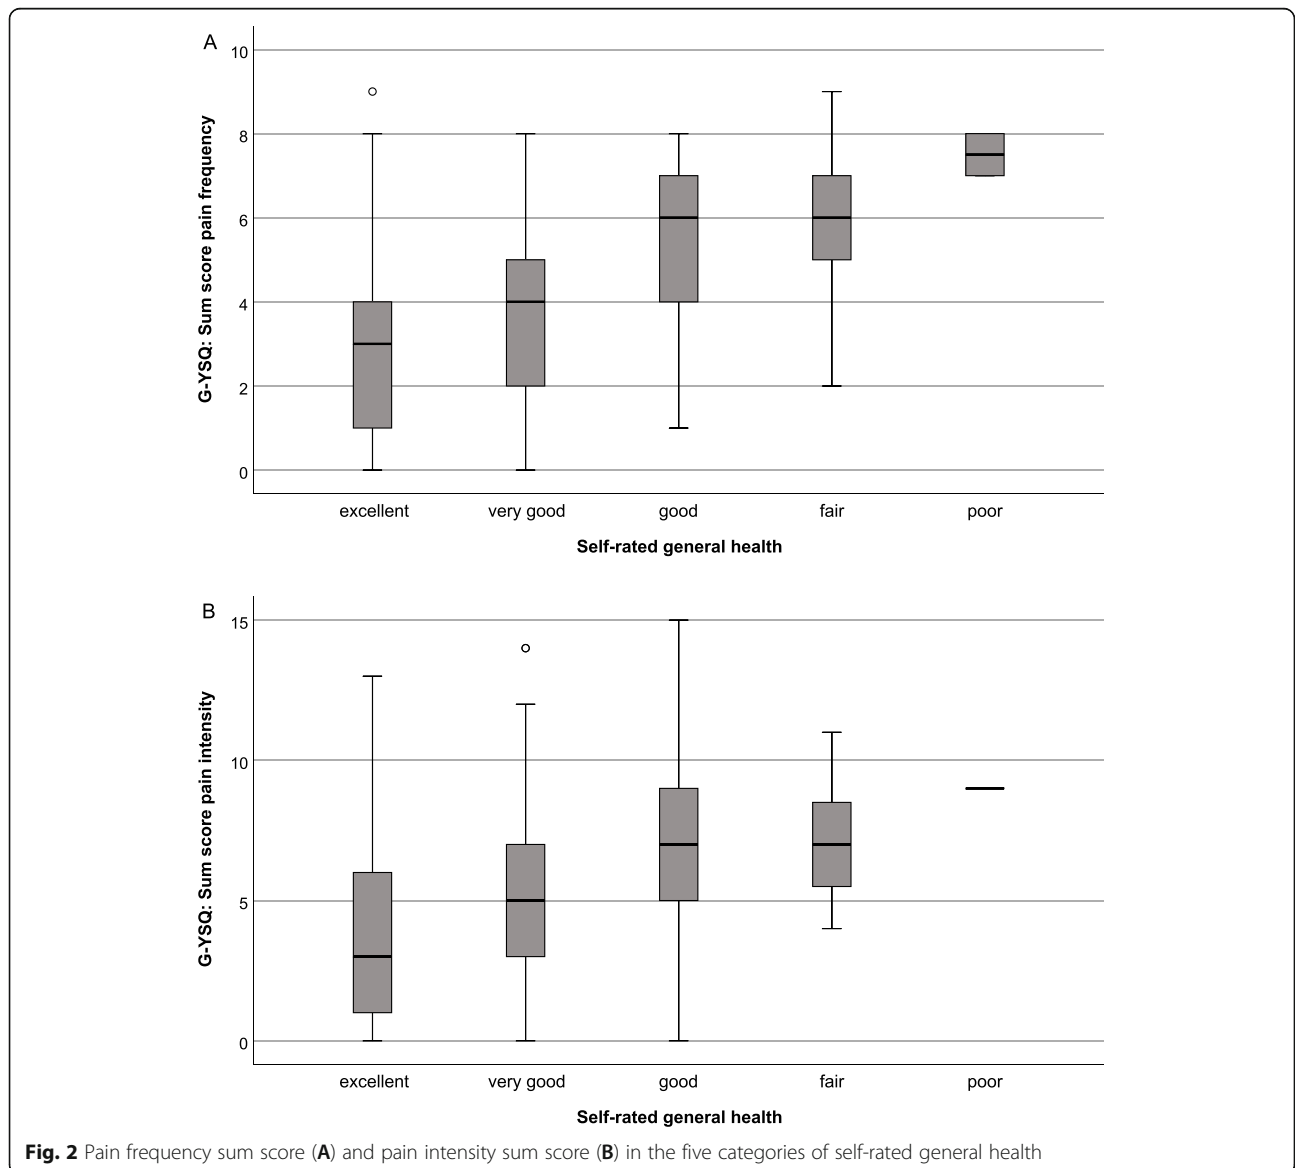 A
10
8
6
4
2
0
G-YSQ: Sum score pain frequency
excellent very good good fair poor
Self-rated general health
B
15
10
5
0
G-YSQ: Sum score pain intensity
excellent very good good fair poor
Self-rated general health
Fig. 2 Pain frequency sum score (A) and pain intensity sum score (B) in the five categories of self-rated general health